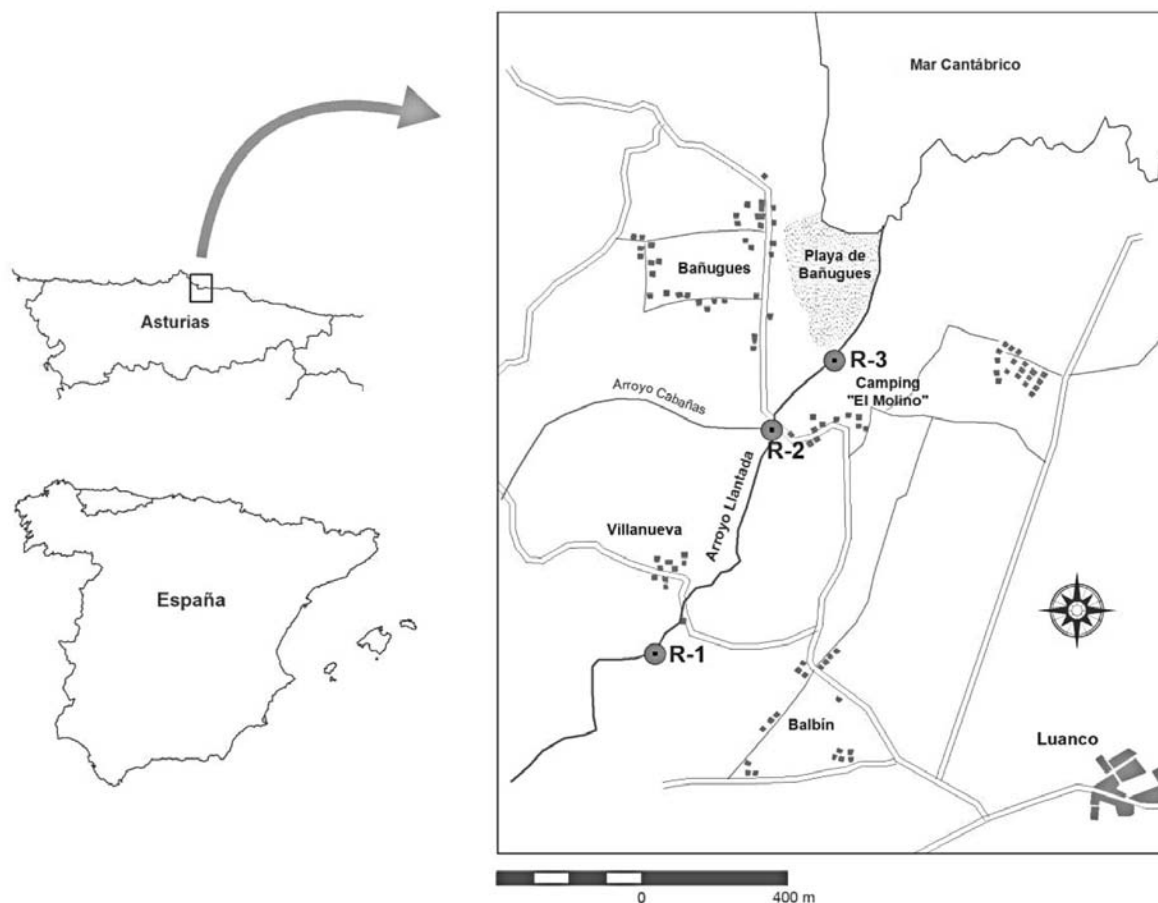 Mar Cantábrico
Bañugues
Playa de
Bañugues
Asturias
R-3
Camping
"El Molino"
Arroyo Cabañas
R-2
Arroyo Llantada
Villanueva
España
R-1
Balbín
Luanco
0
400 m